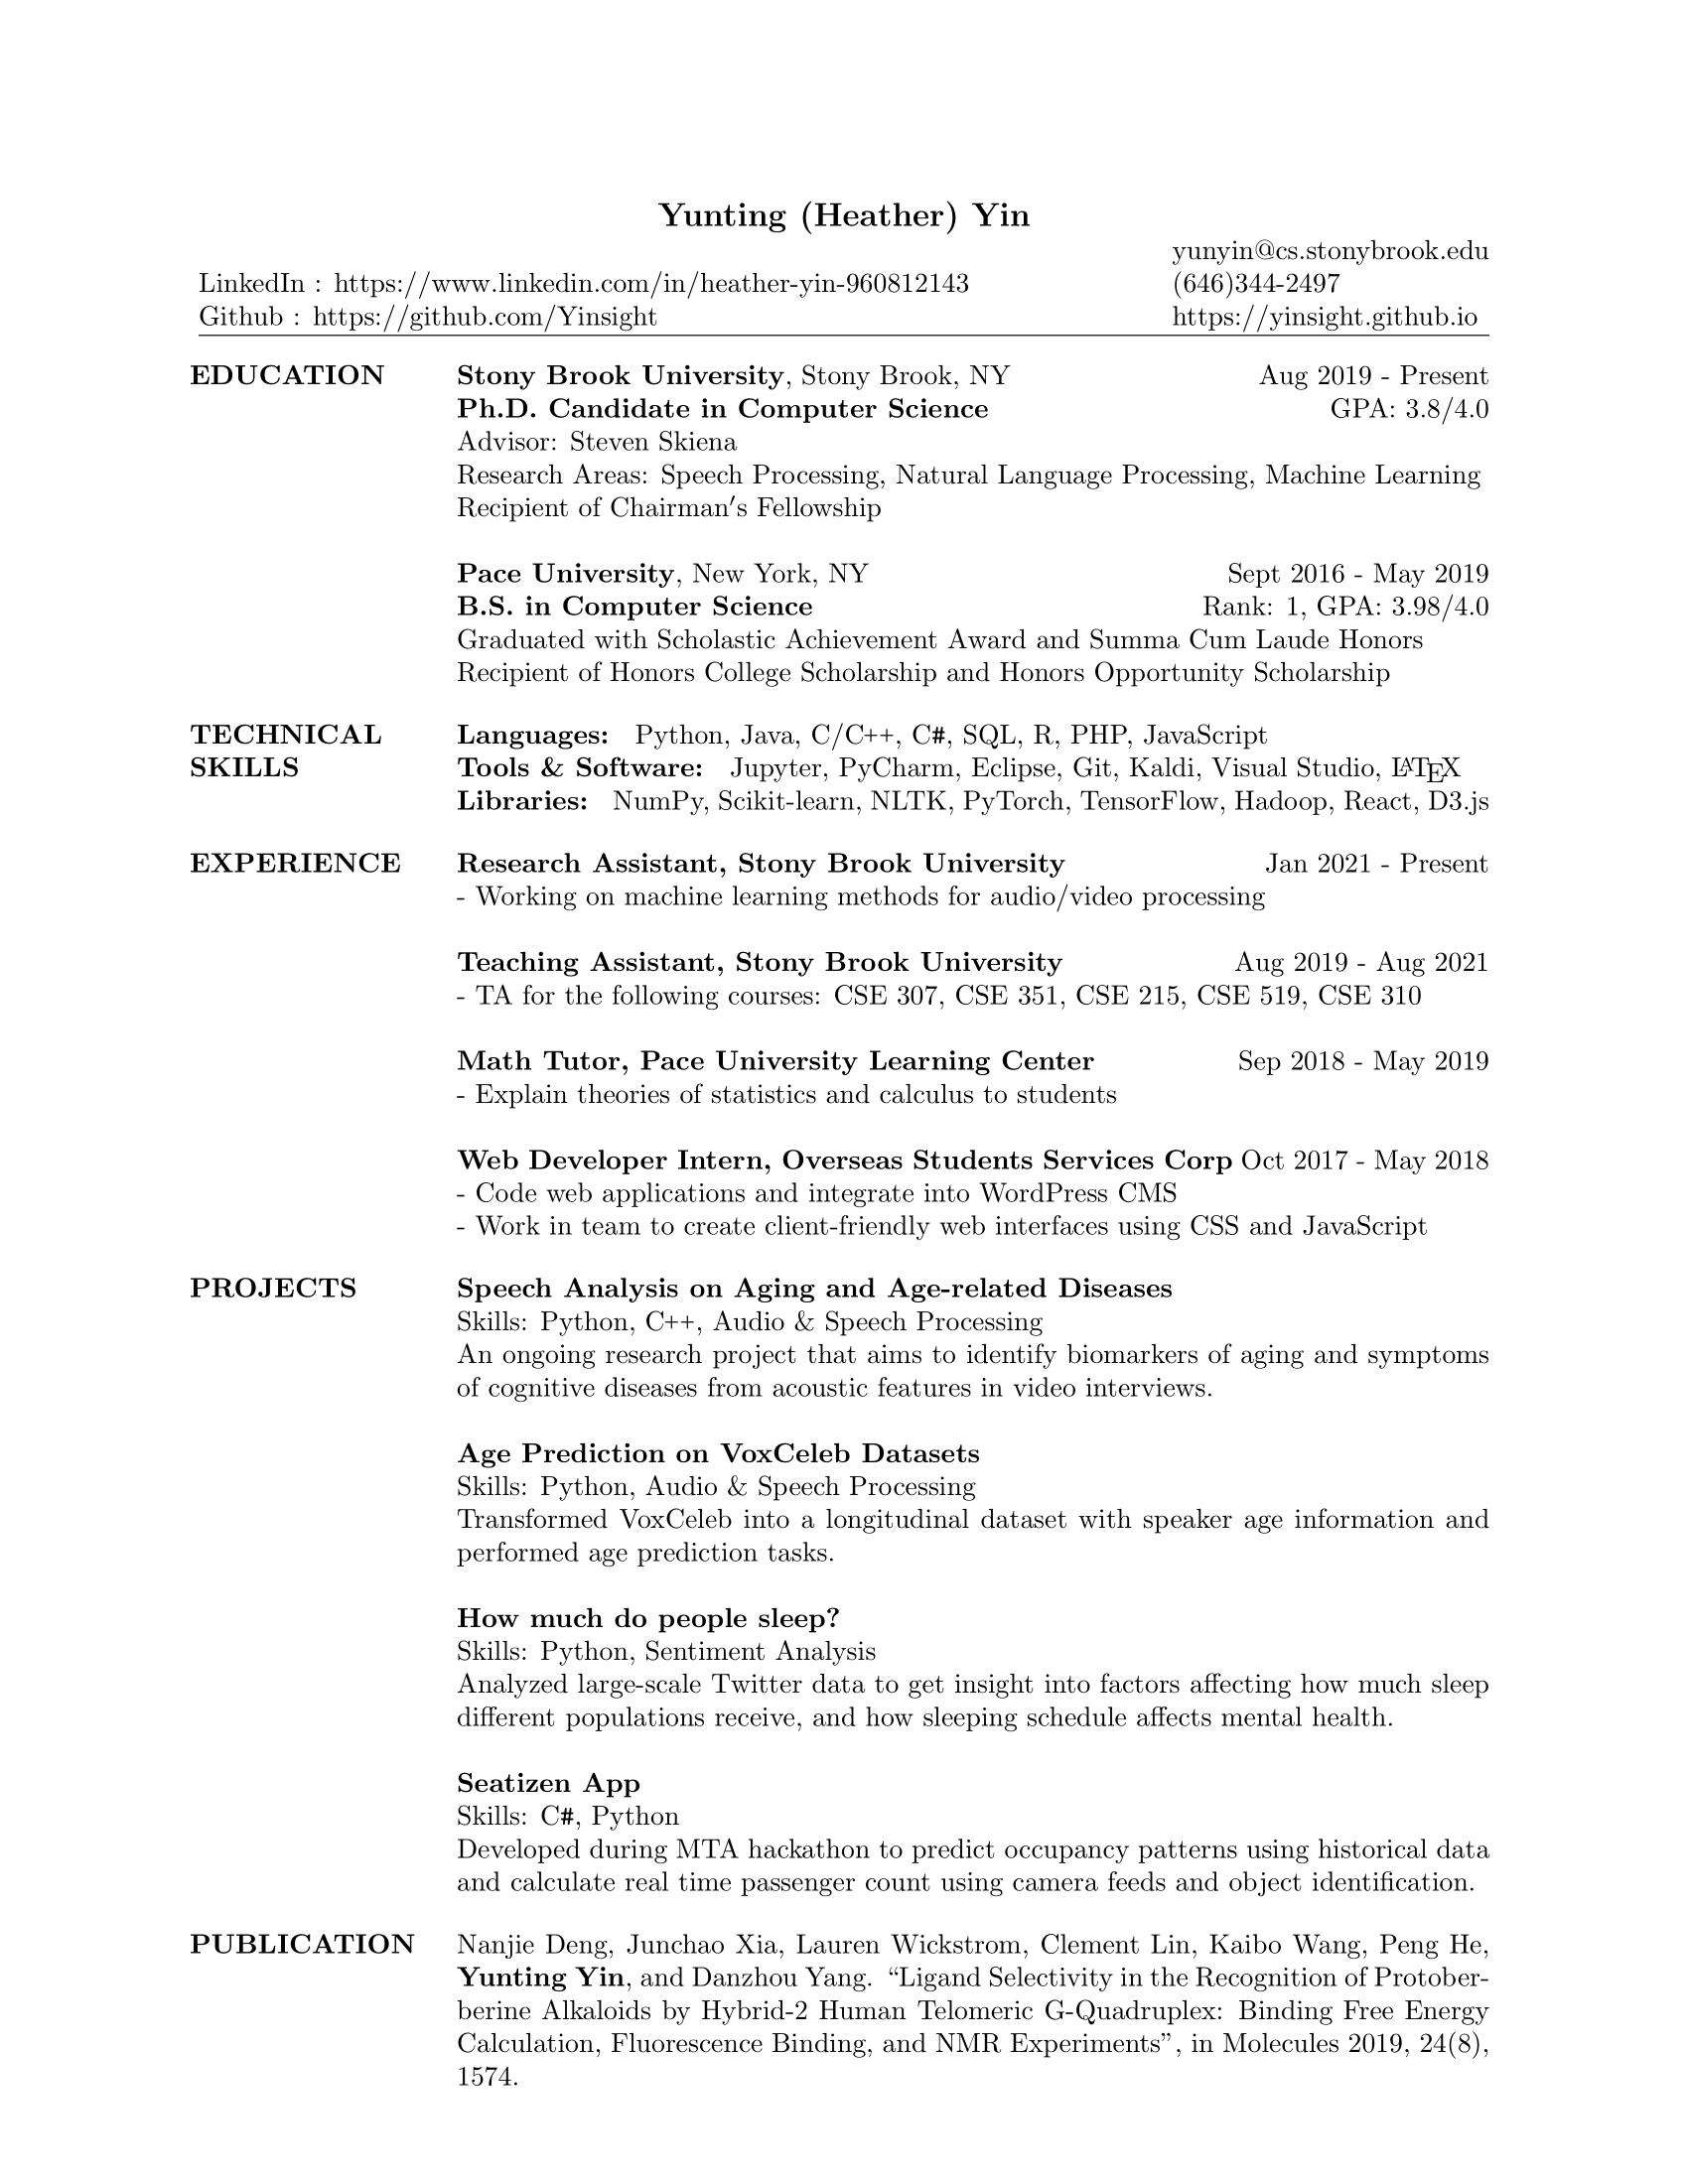 Yunting (Heather) Yin
yunyin@cs.stonybrook.edu
LinkedIn : https://www.linkedin.com/in/heather-yin-960812143 (646)344-2497
Github : https://github.com/Yinsight https://yinsight.github.io
EDUCATION Stony Brook University, Stony Brook, NY Aug 2019 - Present
Ph.D. Candidate in Computer Science GPA: 3.8/4.0
Advisor: Steven Skiena
Research Areas: Speech Processing, Natural Language Processing, Machine Learning
Recipient of Chairman's Fellowship
Pace University, New York, NY Sept 2016 - May 2019
B.S. in Computer Science Rank: 1, GPA: 3.98/4.0
Graduated with Scholastic Achievement Award and Summa Cum Laude Honors
Recipient of Honors College Scholarship and Honors Opportunity Scholarship
TECHNICAL Languages: Python, Java, C/C++, C#, SQL, R, PHP, JavaScript
SKILLS Tools & Software: Jupyter, PyCharm, Eclipse, Git, Kaldi, Visual Studio, LATEX
Libraries: NumPy, Scikit-learn, NLTK, PyTorch, TensorFlow, Hadoop, React, D3.js
EXPERIENCE Research Assistant, Stony Brook University Jan 2021 - Present
- Working on machine learning methods for audio/video processing
Teaching Assistant, Stony Brook University Aug 2019 - Aug 2021
- TA for the following courses: CSE 307, CSE 351, CSE 215, CSE 519, CSE 310
Math Tutor, Pace University Learning Center Sep 2018 - May 2019
- Explain theories of statistics and calculus to students
Web Developer Intern, Overseas Students Services Corp Oct 2017 - May 2018
- Code web applications and integrate into WordPress CMS
- Work in team to create client-friendly web interfaces using CSS and JavaScript
PROJECTS Speech Analysis on Aging and Age-related Diseases
Skills: Python, C++, Audio & Speech Processing
An ongoing research project that aims to identify biomarkers of aging and symptoms
of cognitive diseases from acoustic features in video interviews.
Age Prediction on VoxCeleb Datasets
Skills: Python, Audio & Speech Processing
Transformed VoxCeleb into a longitudinal dataset with speaker age information and
performed age prediction tasks.
How much do people sleep?
Skills: Python, Sentiment Analysis
Analyzed large-scale Twitter data to get insight into factors affecting how much sleep
different populations receive, and how sleeping schedule affects mental health.
Seatizen App
Skills: C#, Python
Developed during MTA hackathon to predict occupancy patterns using historical data
and calculate real time passenger count using camera feeds and object identification.
PUBLICATION Nanjie Deng, Junchao Xia, Lauren Wickstrom, Clement Lin, Kaibo Wang, Peng He,
Yunting Yin, and Danzhou Yang. “Ligand Selectivity in the Recognition of Protober-
berine Alkaloids by Hybrid-2 Human Telomeric G-Quadruplex: Binding Free Energy
Calculation, Fluorescence Binding, and NMR Experiments”, in Molecules 2019, 24(8),
1574.